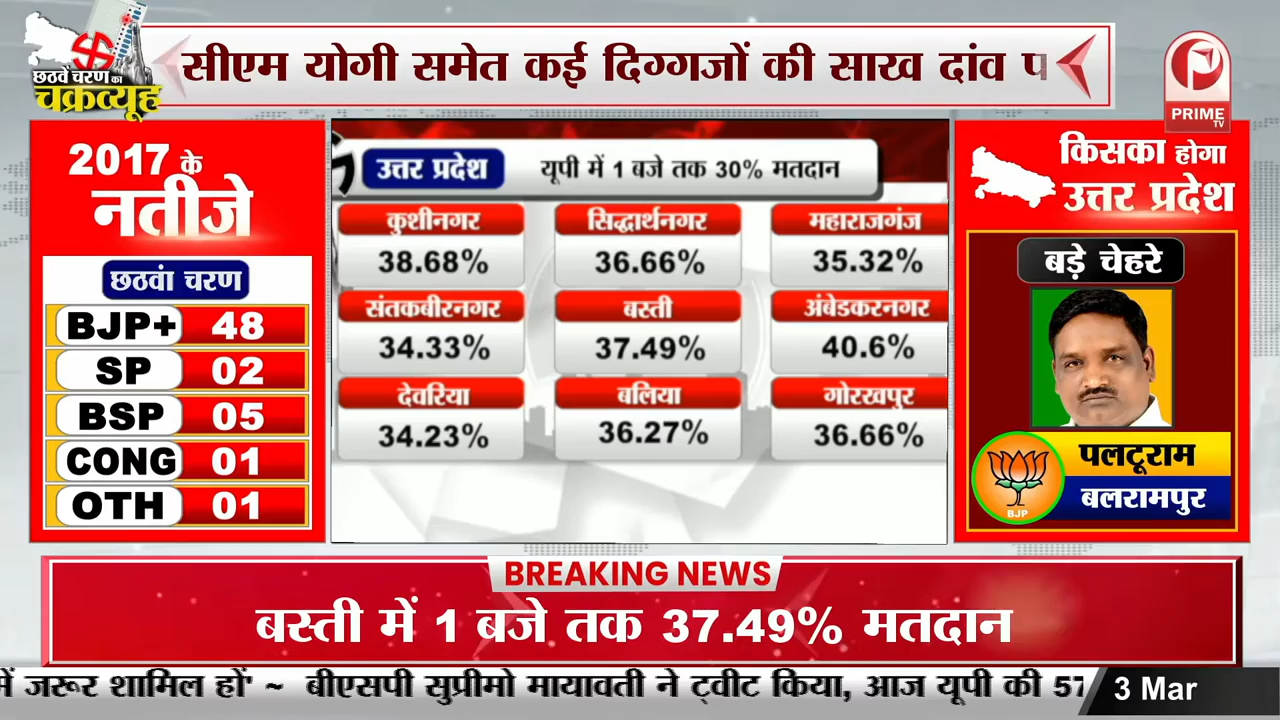 छठवें चरण का
चक्रव्यूह
सीएम योगी समेत कई दिग्गजों की साख दांव प
PRIME
TV
2017 के
नतीजे
छठवां चरण
BJP+ 48
SP 02
BSP 05
CONG 01
OTH 01
उत्तर प्रदेश यूपी में 1 बजे तक 30% मतदान
कुशीनगर सिद्धार्थनगर महाराजगंज
38.68% 36.66% 35.32%
संतकबीरनगर बस्ती अंबेडकरनगर
34.33% 37.49% 40.6%
देवरिया बलिया गोरखपुर
34.23% 36.27% 36.66%
किसका होगा
उत्तर प्रदेश
बड़े चेहरे
पलटूराम
BJP
बलरामपुर
BREAKING NEWS
बस्ती में 1 बजे तक 37.49% मतदान
में जरूर शामिल हों' ~ बीएसपी सुप्रीमो मायावती ने ट्वीट किया, आज यूपी की 57
3 Mar